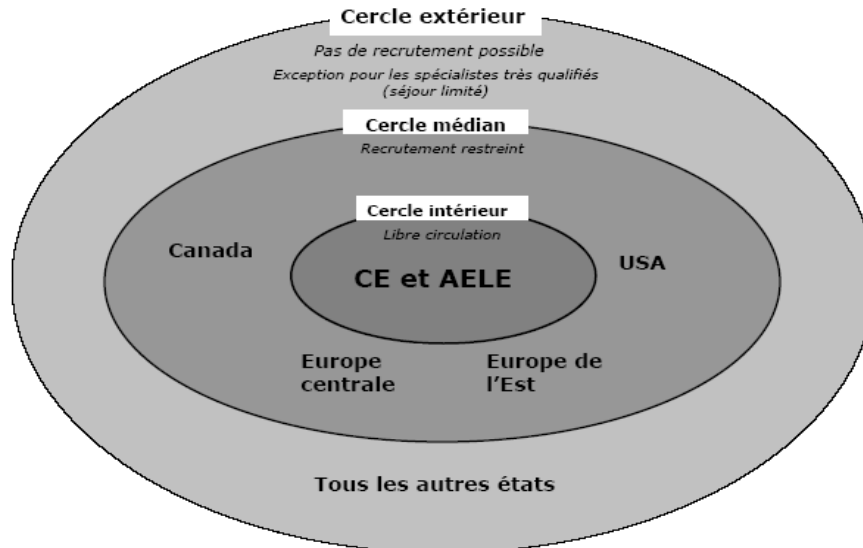 Cercle extérieur
Pas de recrutement possible
Exception pour les spécialistes très qualifiés
(séjour limité)
Cercle médian
Recrutement restreint
Cercle intérieur
Libre circulation
Canada
USA
CE et AELE
Europe
centrale
Europe de
l’Est
Tous les autres états